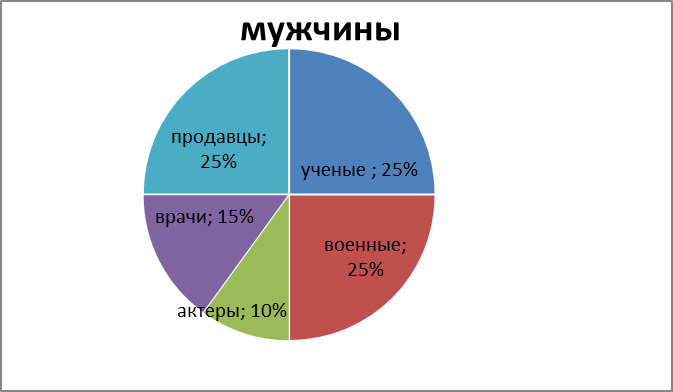 мужчины
продавцы;
25%
ученые ; 25%
врачи; 15%
военные;
25%
актеры; 10%